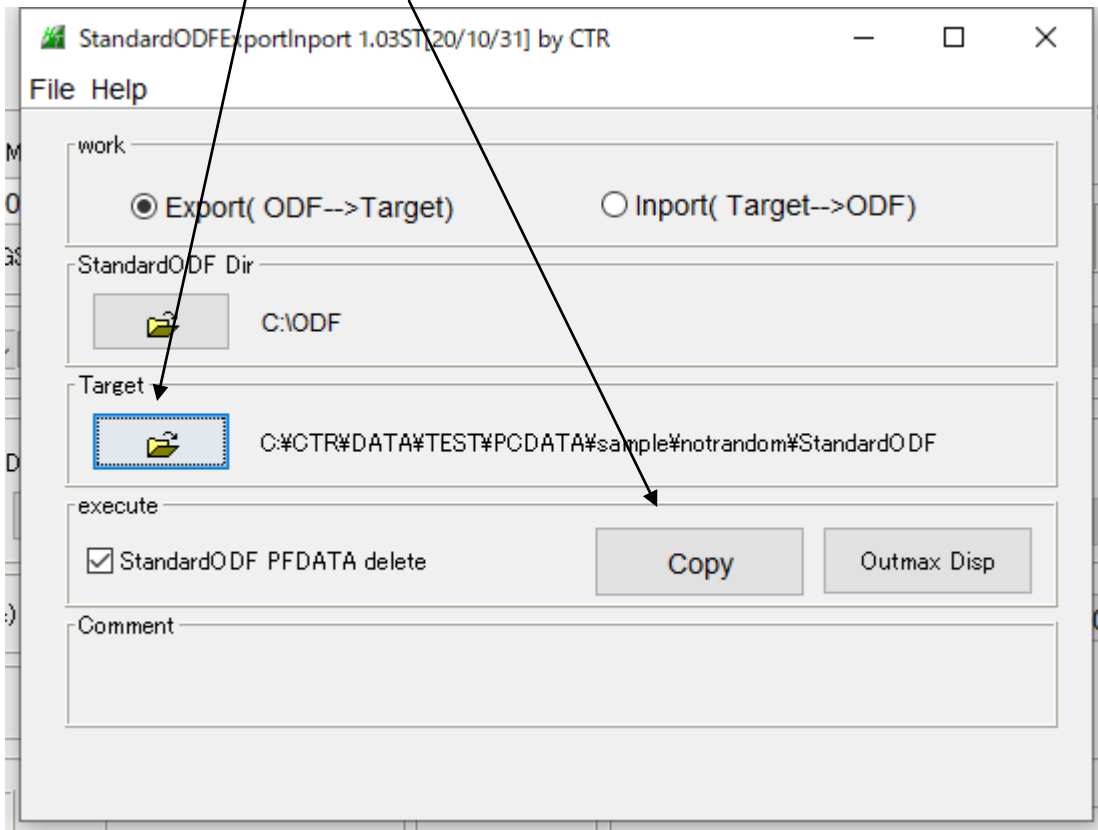 StandardODFExportInport 1.03ST[20/10/31] by CTR
File Help
work
Export( ODF-->Target)
Inport( Target-->ODF)
StandardODF Dir
C:\ODF
Target
C:¥CTR¥DATA¥TEST¥PCDATA¥sample¥notrandom¥StandardODF
execute
StandardODF PFDATA delete
Copy
Outmax Disp
Comment